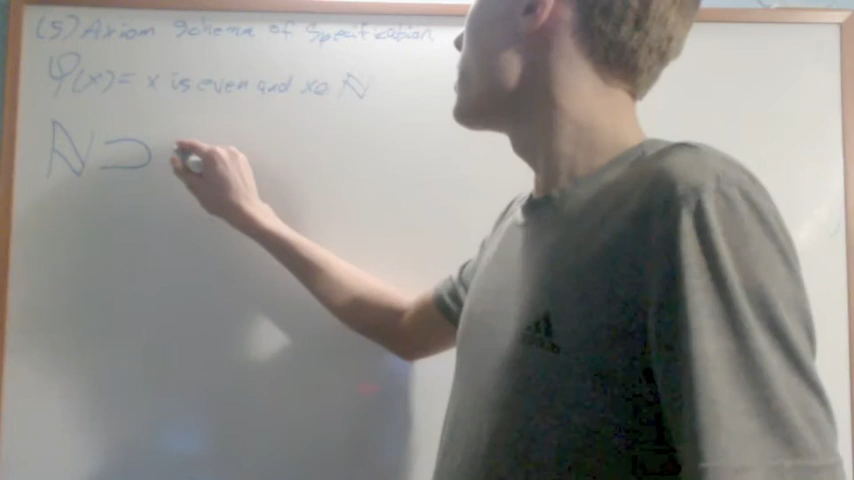 (5) Axiom Schema of Specification
φ(x) = x is even and x∈ ℕ
ℕ ⊃